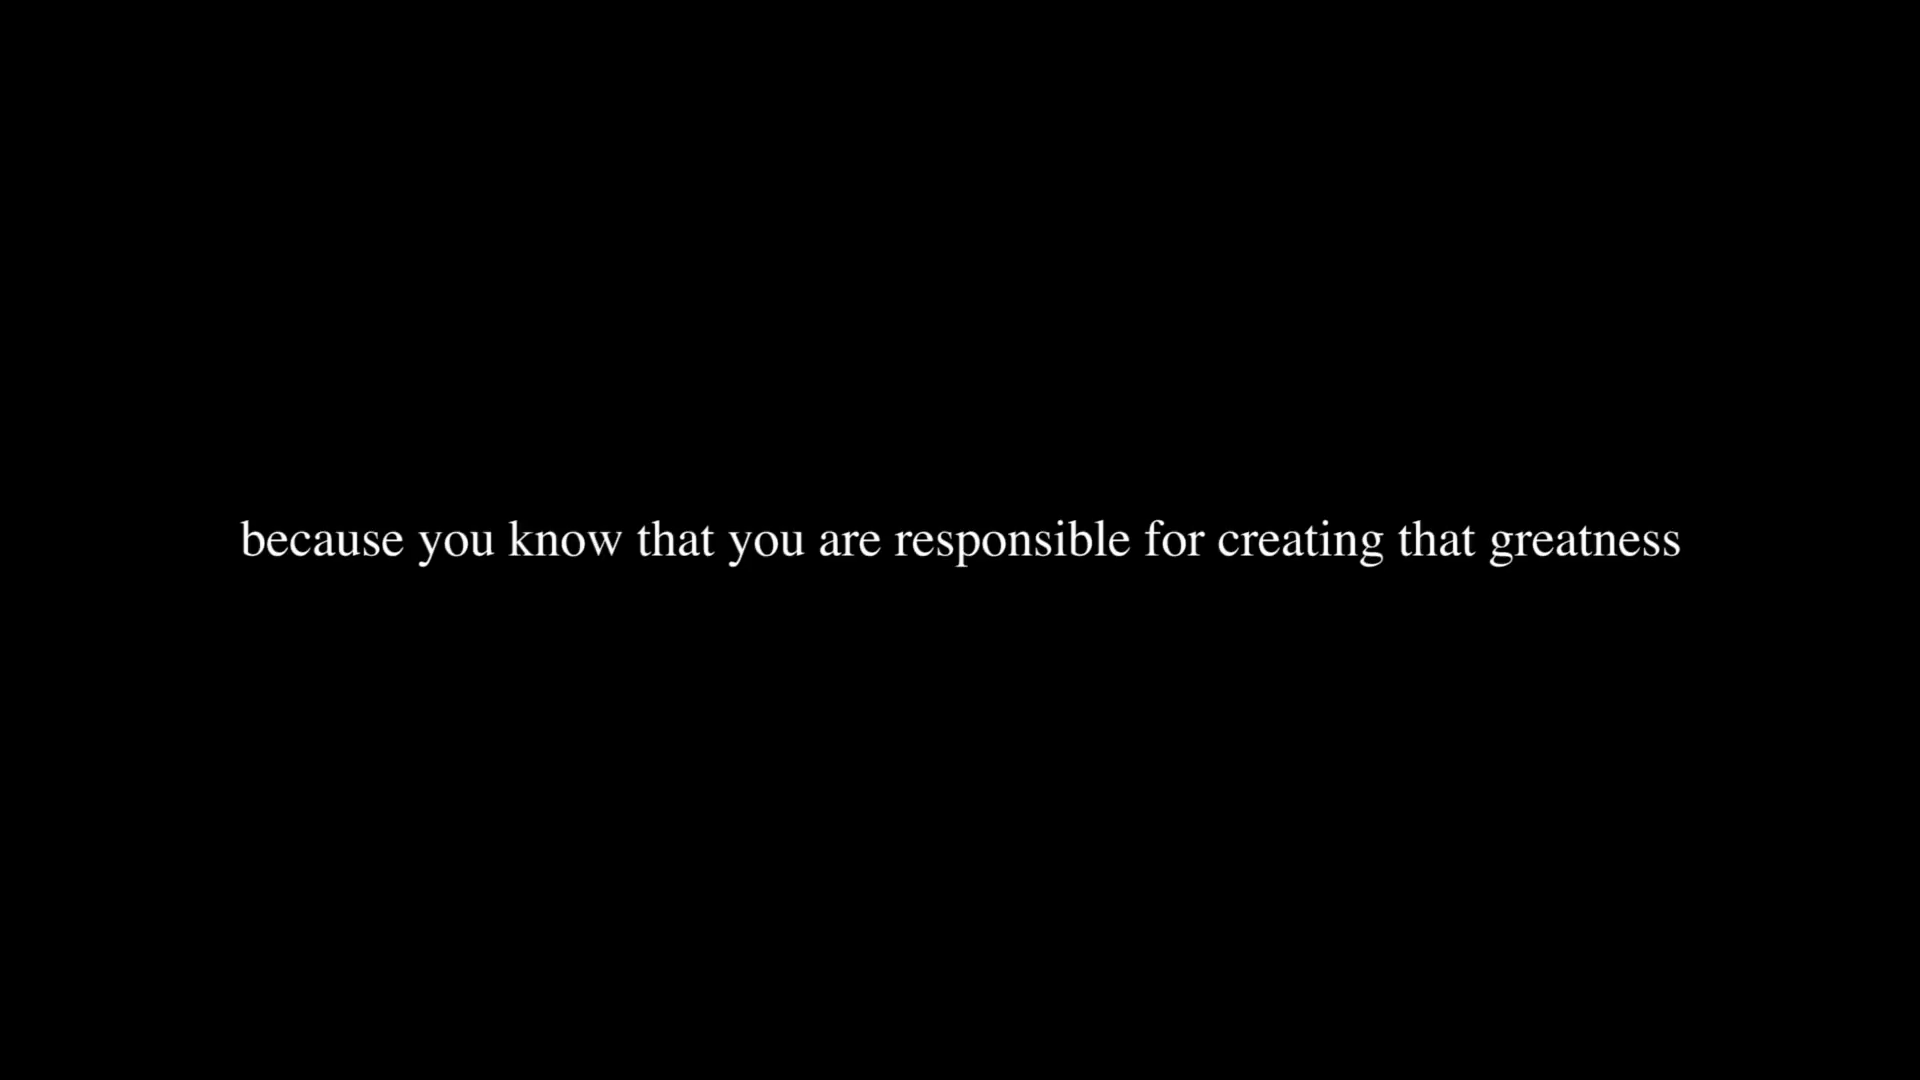 because you know that you are responsible for creating that greatness